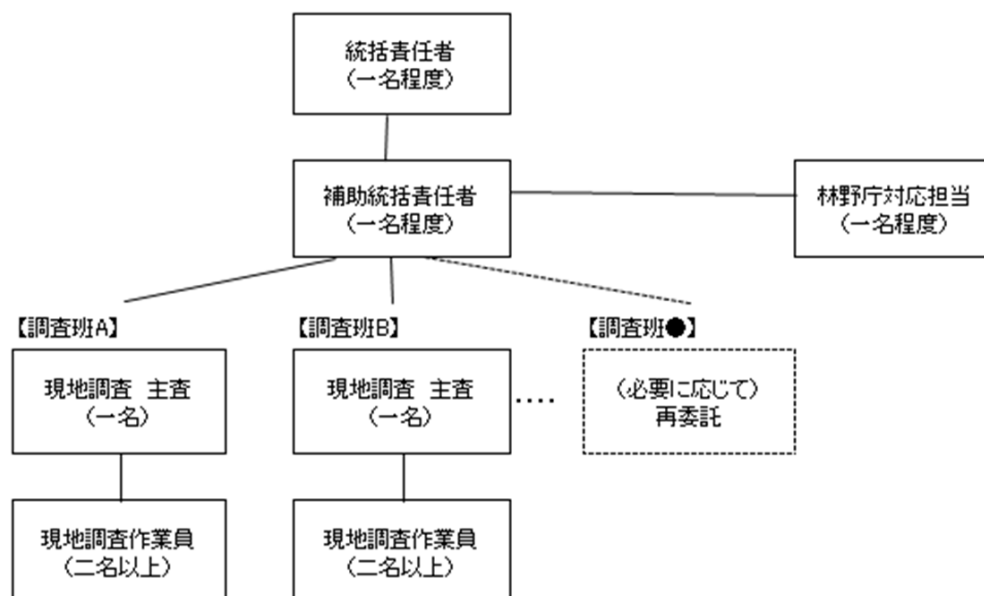 統括責任者
(一名程度)
補助統括責任者
(一名程度)
林野庁対応担当
(一名程度)
【調査班A】
【調査班B】
【調査班●】
現地調査 主査
(一名)
現地調査 主査
(一名)
‥‥
(必要に応じて)
再委託
現地調査作業員
(二名以上)
現地調査作業員
(二名以上)